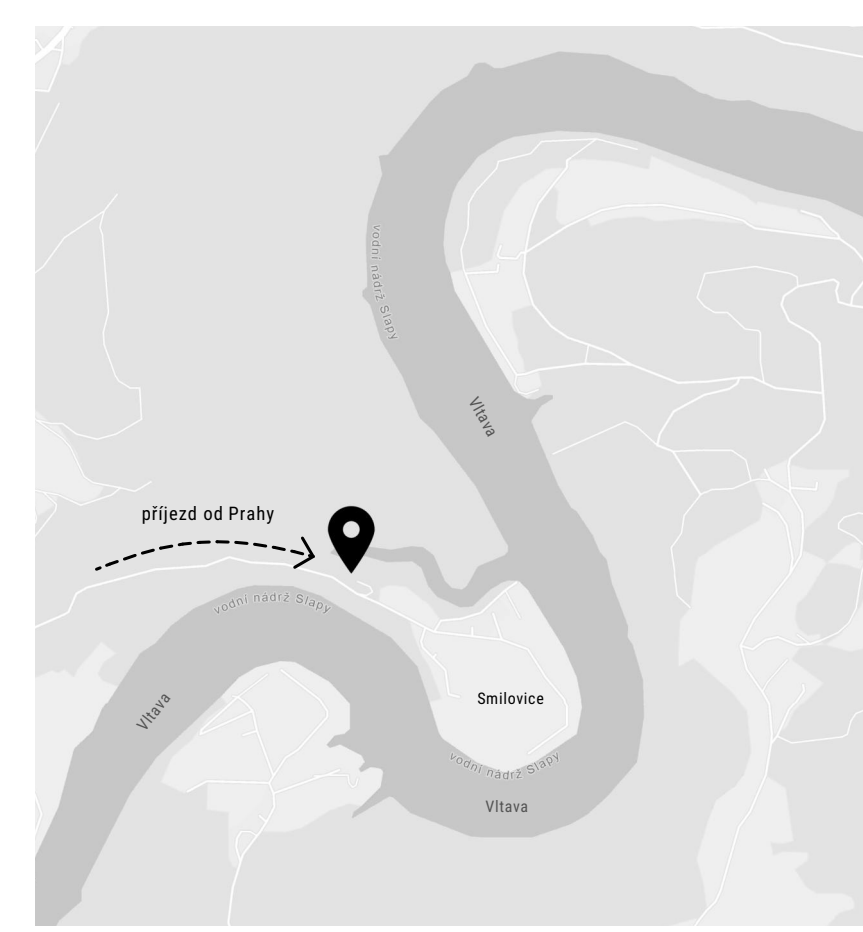 vodní nádrž Slapy
Vltava
příjezd od Prahy
vodní nádrž Slapy
Vltava
Smilovice
vodní nádrž Slapy
Vltava